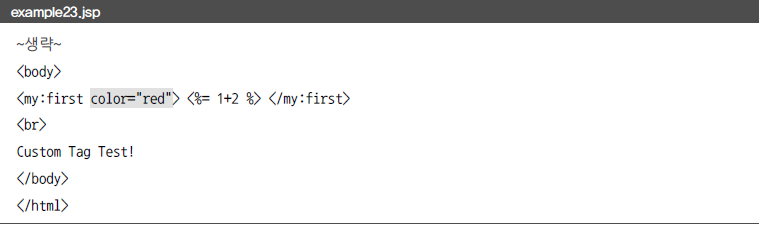 example23.jsp
~생략~
<body>
<my:first color="red"> <%= 1+2 %> </my:first>
<br>
Custom Tag Test!
</body>
</html>